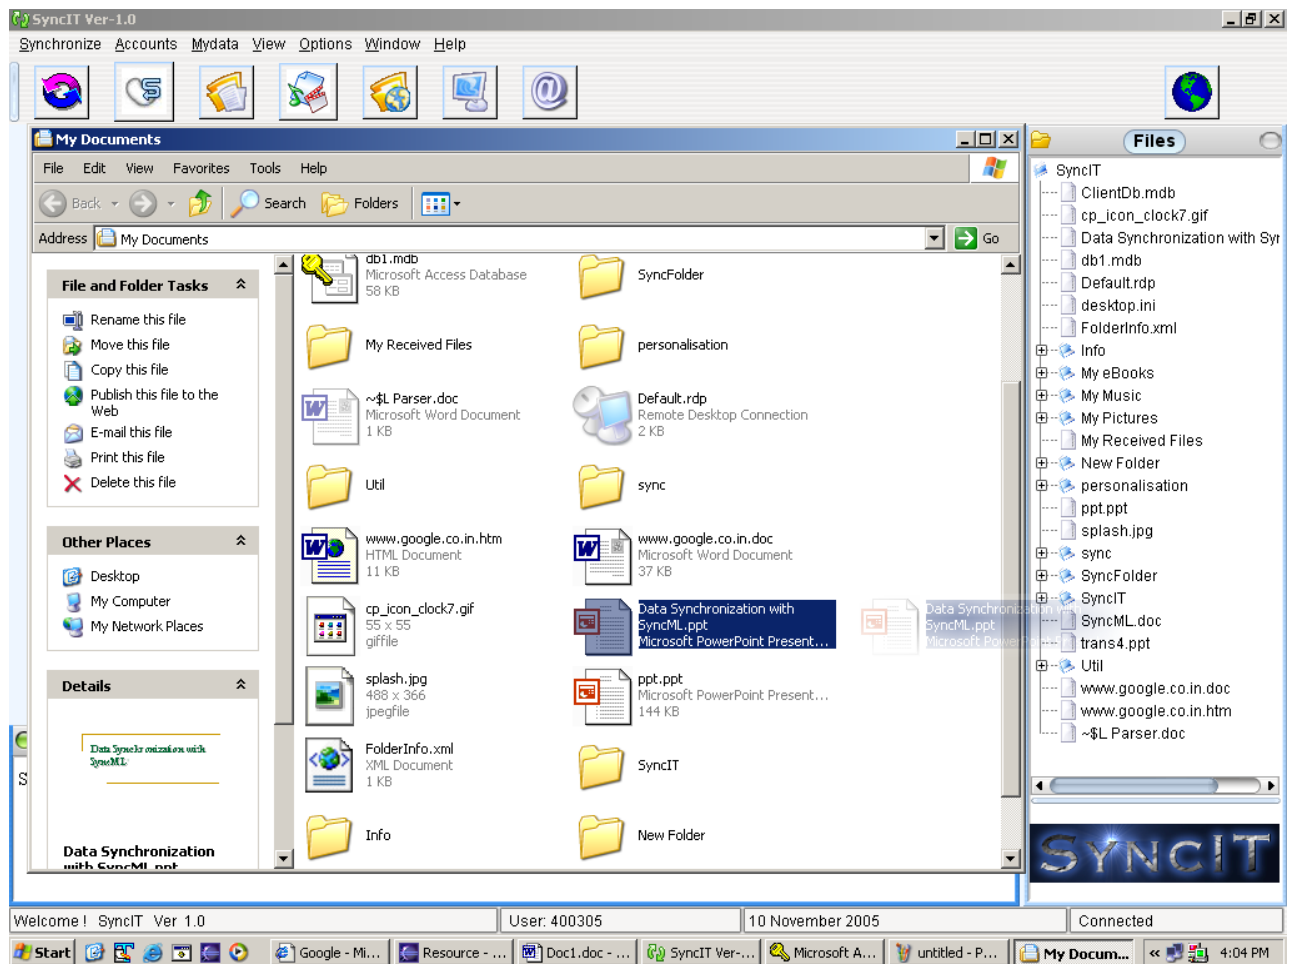 SyncIT Ver-1.0
Synchronize Accounts Mydata View Options Window Help
My Documents
File Edit View Favorites Tools Help
Back Search Folders
Address My Documents Go
File and Folder Tasks
Rename this file
Move this file
Copy this file
Publish this file to the
Web
E-mail this file
Print this file
Delete this file
Other Places
Desktop
My Computer
My Network Places
Details
Data Synchronization with
SyncML
Data Synchronization
with SyncML.ppt
db1.mdb
Microsoft Access Database
58 KB
SyncFolder
My Received Files
personalisation
~$L Parser.doc
Microsoft Word Document
1 KB
Default.rdp
Remote Desktop Connection
2 KB
Util
sync
www.google.co.in.htm
HTML Document
11 KB
www.google.co.in.doc
Microsoft Word Document
37 KB
cp_icon_clock7.gif
55 x 55
giffile
Data Synchronization with
SyncML.ppt
Microsoft PowerPoint Present...
Data Synchronization with
SyncML.ppt
Microsoft PowerPoint
splash.jpg
488 x 366
jpegfile
ppt.ppt
Microsoft PowerPoint Present...
144 KB
FolderInfo.xml
XML Document
1 KB
SyncIT
Info
New Folder
Files
SyncIT
ClientDb.mdb
cp_icon_clock7.gif
Data Synchronization with Syr
db1.mdb
Default.rdp
desktop.ini
FolderInfo.xml
Info
My eBooks
My Music
My Pictures
My Received Files
New Folder
personalisation
ppt.ppt
splash.jpg
sync
SyncFolder
SyncIT
SyncML.doc
trans4.ppt
Util
www.google.co.in.doc
www.google.co.in.htm
~$L Parser.doc
SYNCIT
S
Welcome ! SyncIT Ver 1.0 User: 400305 10 November 2005 Connected
Start Google - Mi... Resource - ... Doc1.doc - ... SyncIT Ver-... Microsoft A... untitled - P... My Docum... « 4:04 PM